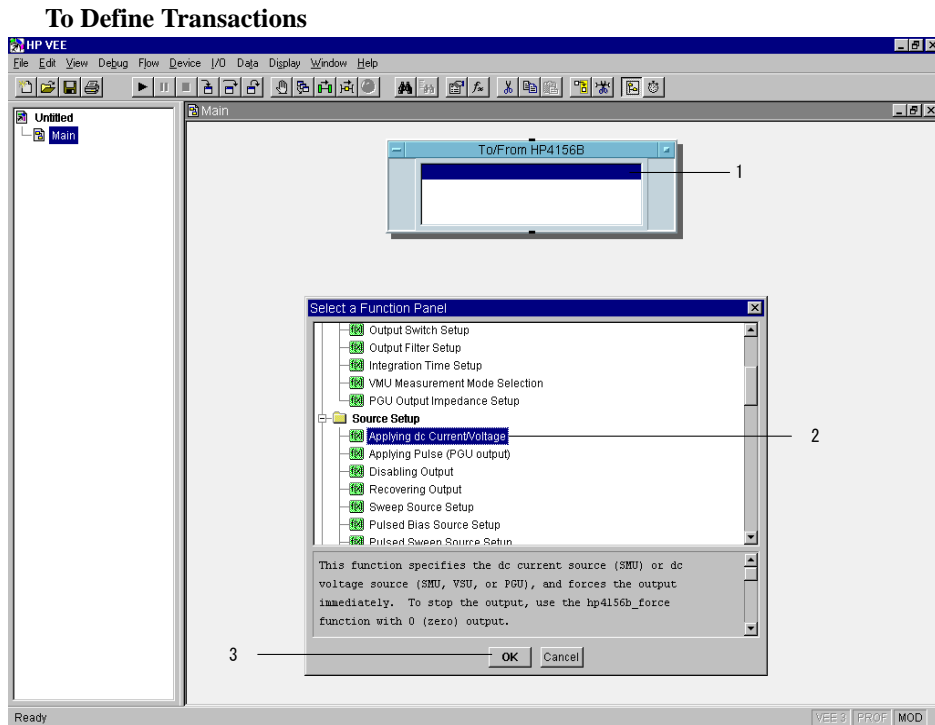 To Define Transactions
HP VEE
File Edit View Debug Flow Device I/O Data Display Window Help
Untitled
Main
Main
To/From HP4156B
1
Select a Function Panel
Output Switch Setup
Output Filter Setup
Integration Time Setup
VMU Measurement Mode Selection
PGU Output Impedance Setup
Source Setup
Applying dc Current/Voltage
2
Applying Pulse (PGU output)
Disabling Output
Recovering Output
Sweep Source Setup
Pulsed Bias Source Setup
Pulsed Sweep Source Setup
This function specifies the dc current source (SMU) or dc
voltage source (SMU, VSU, or PGU), and forces the output
immediately. To stop the output, use the hp4156b_force
function with 0 (zero) output.
3
OK Cancel
Ready
VEE 3 PROF MOD